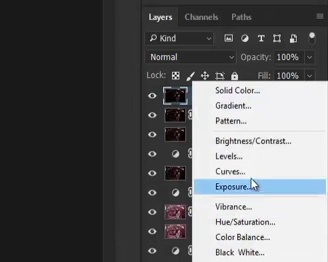 Layers Channels Paths
Kind
Normal Opacity: 100%
Lock: Fill: 100%
Solid Color...
Gradient...
Pattern...
Brightness/Contrast...
Levels...
Curves...
Exposure...
Vibrance...
Hue/Saturation...
Color Balance...
Black White...